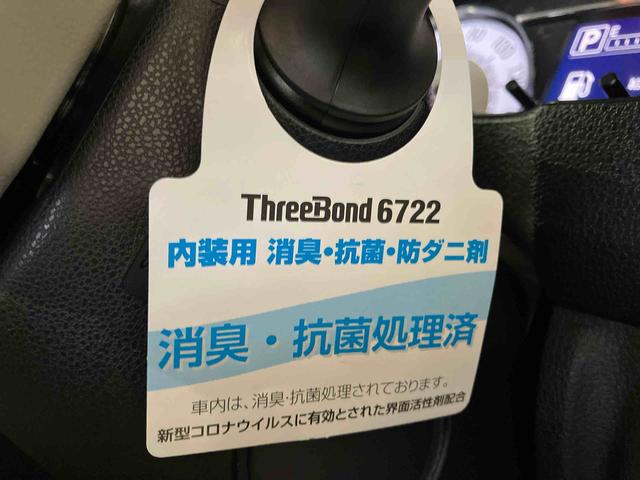 P E
ThreeBond 6722
内装用 消臭・抗菌・防ダニ剤
消臭・抗菌処理済
車内は、消臭・抗菌処理されております。
新型コロナウイルスに有効とされた界面活性剤配合